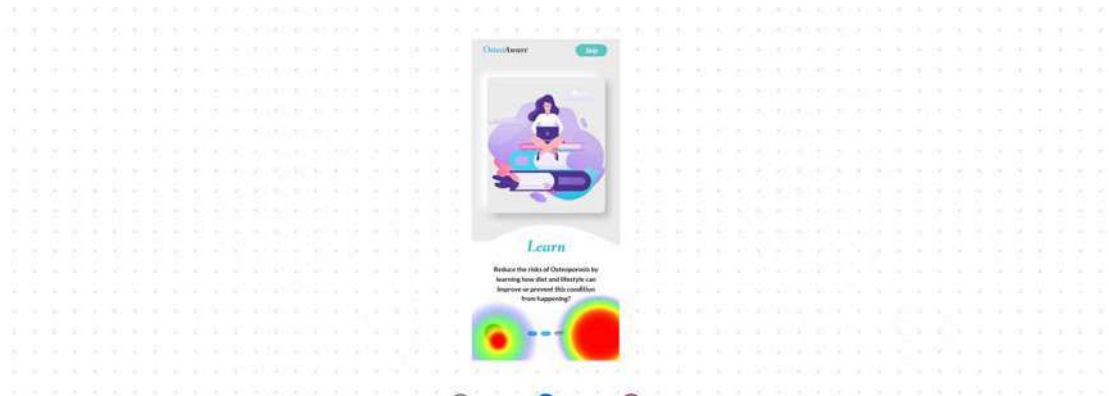 OsteoAware
Skip
Learn
Reduce the risks of Osteoporosis by
learning how diet and lifestyle can
improve or prevent this condition
from happening?